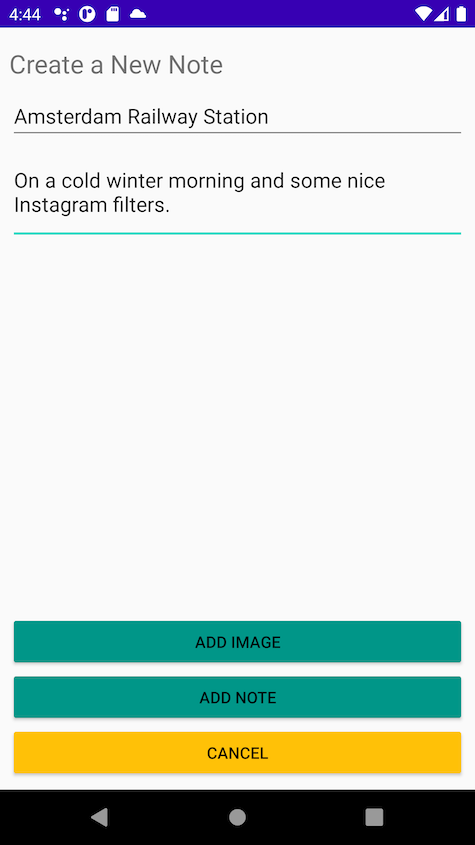 4:44
Create a New Note
Amsterdam Railway Station
On a cold winter morning and some nice
Instagram filters.
ADD IMAGE
ADD NOTE
CANCEL